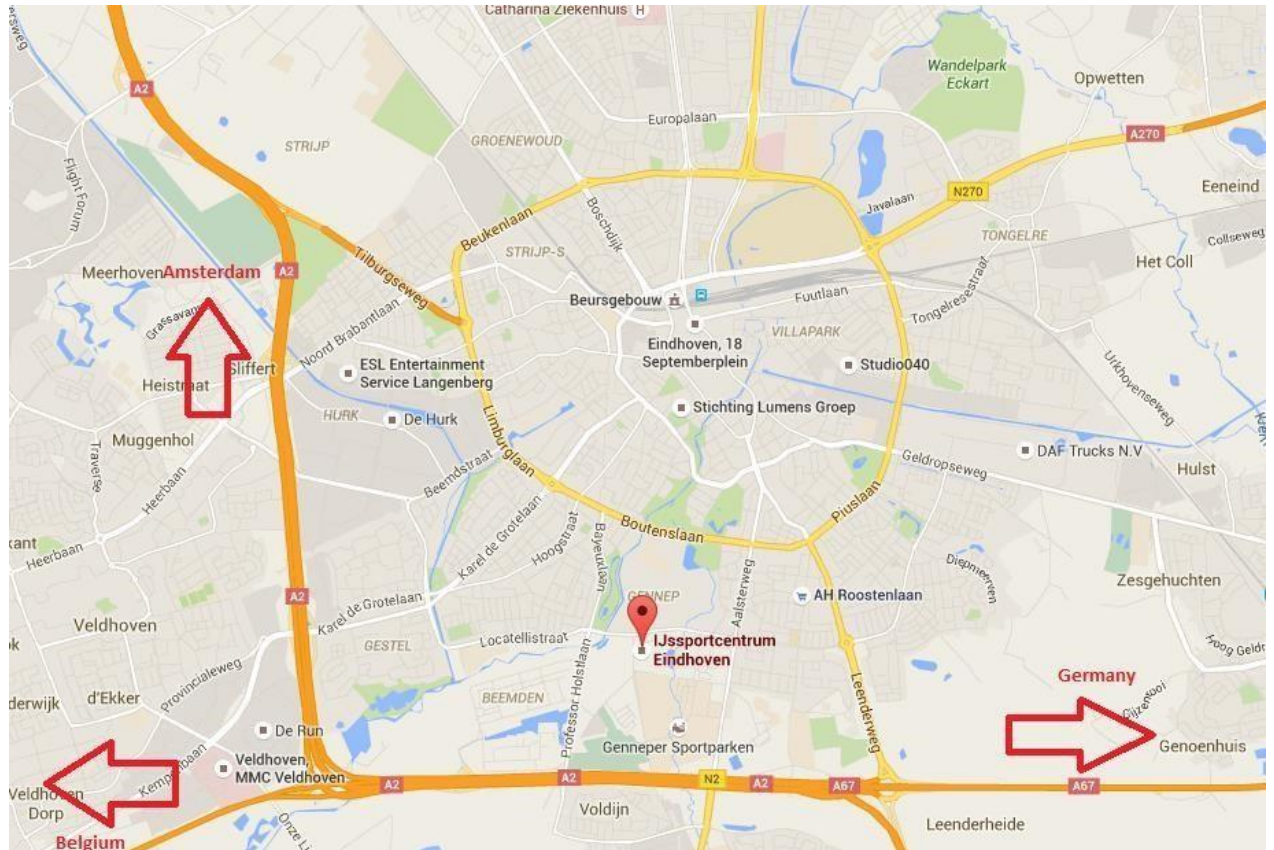 Catharina Ziekenhuis H
A2
Europalaan
Wandelpark
Eckart
Opwetten
A270
STRIJP
GROENEWOUD
Flight Forum
N270
Eeneind
Boschdijk
Javalaan
Beukenlaan
STRIJP-S
TONGELRE
Collseweg
Tilburgseweg
Meerhoven
Amsterdam
A2
Het Coll
Beursgebouw
Fuutlaan
Tongelresestraat
Noord Brabantlaan
VILLAPARK
Eindhoven, 18
Septemberplein
Sliffert
Heistraat
ESL Entertainment
Service Langenberg
Studio040
Urkhovenseweg
HURK
De Hurk
Stichting Lumens Groep
Limburglaan
Muggenhol
Traverse
Heerbaan
DAF Trucks N.V
Geldropseweg
Hulst
Beemdstraat
Piuslaan
Boutenslaan
Karel de Grotelaan
Hoogstraat
Bayeuxlaan
kant
Heerbaan
Diepmeerven
Zesgehuchten
A2
Aalsterweg
GENNEP
AH Roostenlaan
Karel de Grotelaan
Veldhoven
GESTEL
Locatellistraat
IJssportcentrum
Eindhoven
ok
Provincialeweg
Professor Holstlaan
Leenderweg
Germany
d'Ekker
derwijk
BEEMDEN
De Run
Genneper Sportparken
Genoenhuis
Veldhoven,
MMC Veldhoven
Kempenbaan
A2
A2
N2
A2
A67
A67
Veldhoven
Dorp
Voldijn
Leenderheide
Belgium